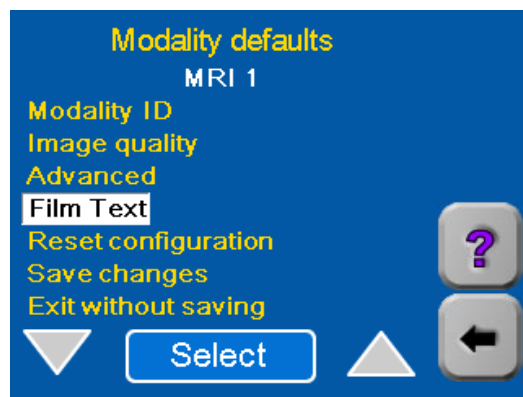 Modality defaults
MRI 1
Modality ID
Image quality
Advanced
Film Text
Reset configuration
Save changes
Exit without saving
Select
?